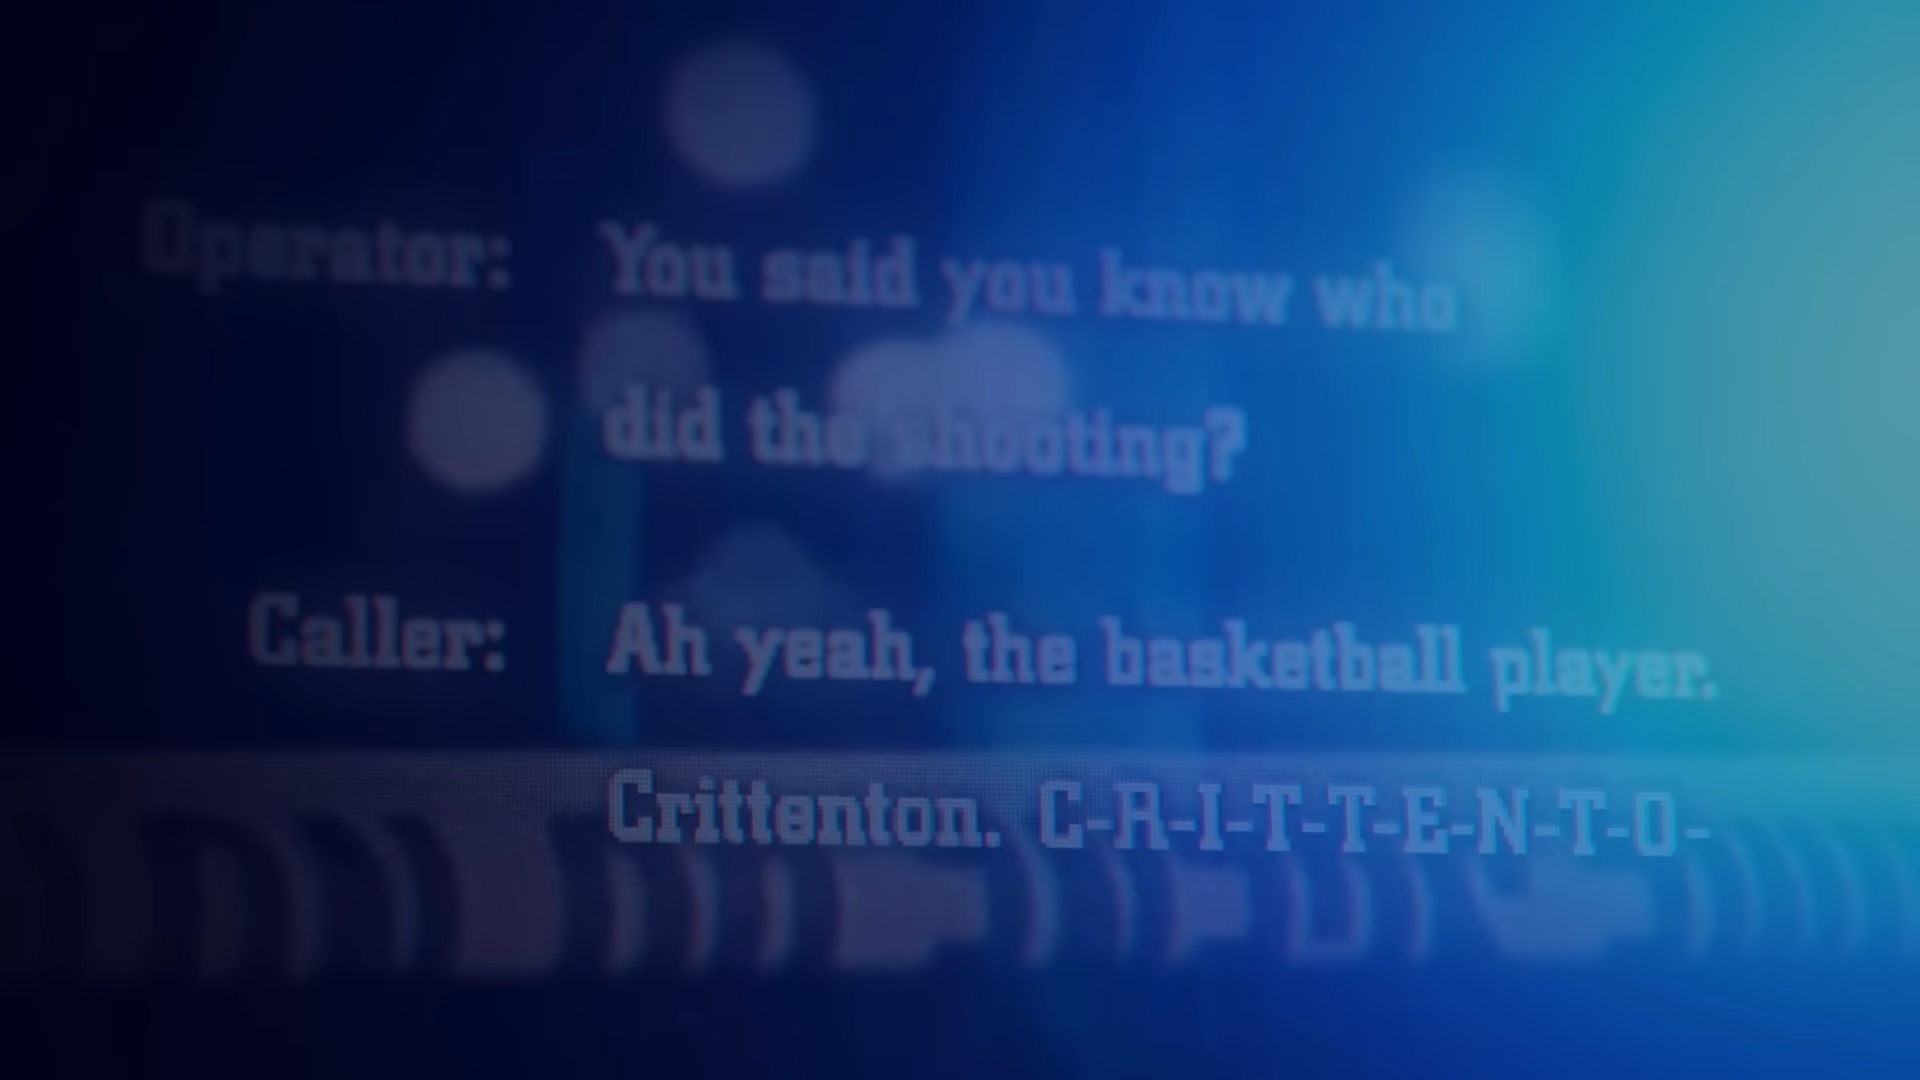 Operator: You said you know who
did the shooting?
Caller: Ah yeah, the basketball player.
Crittenton. C-R-I-T-T-E-N-T-O-